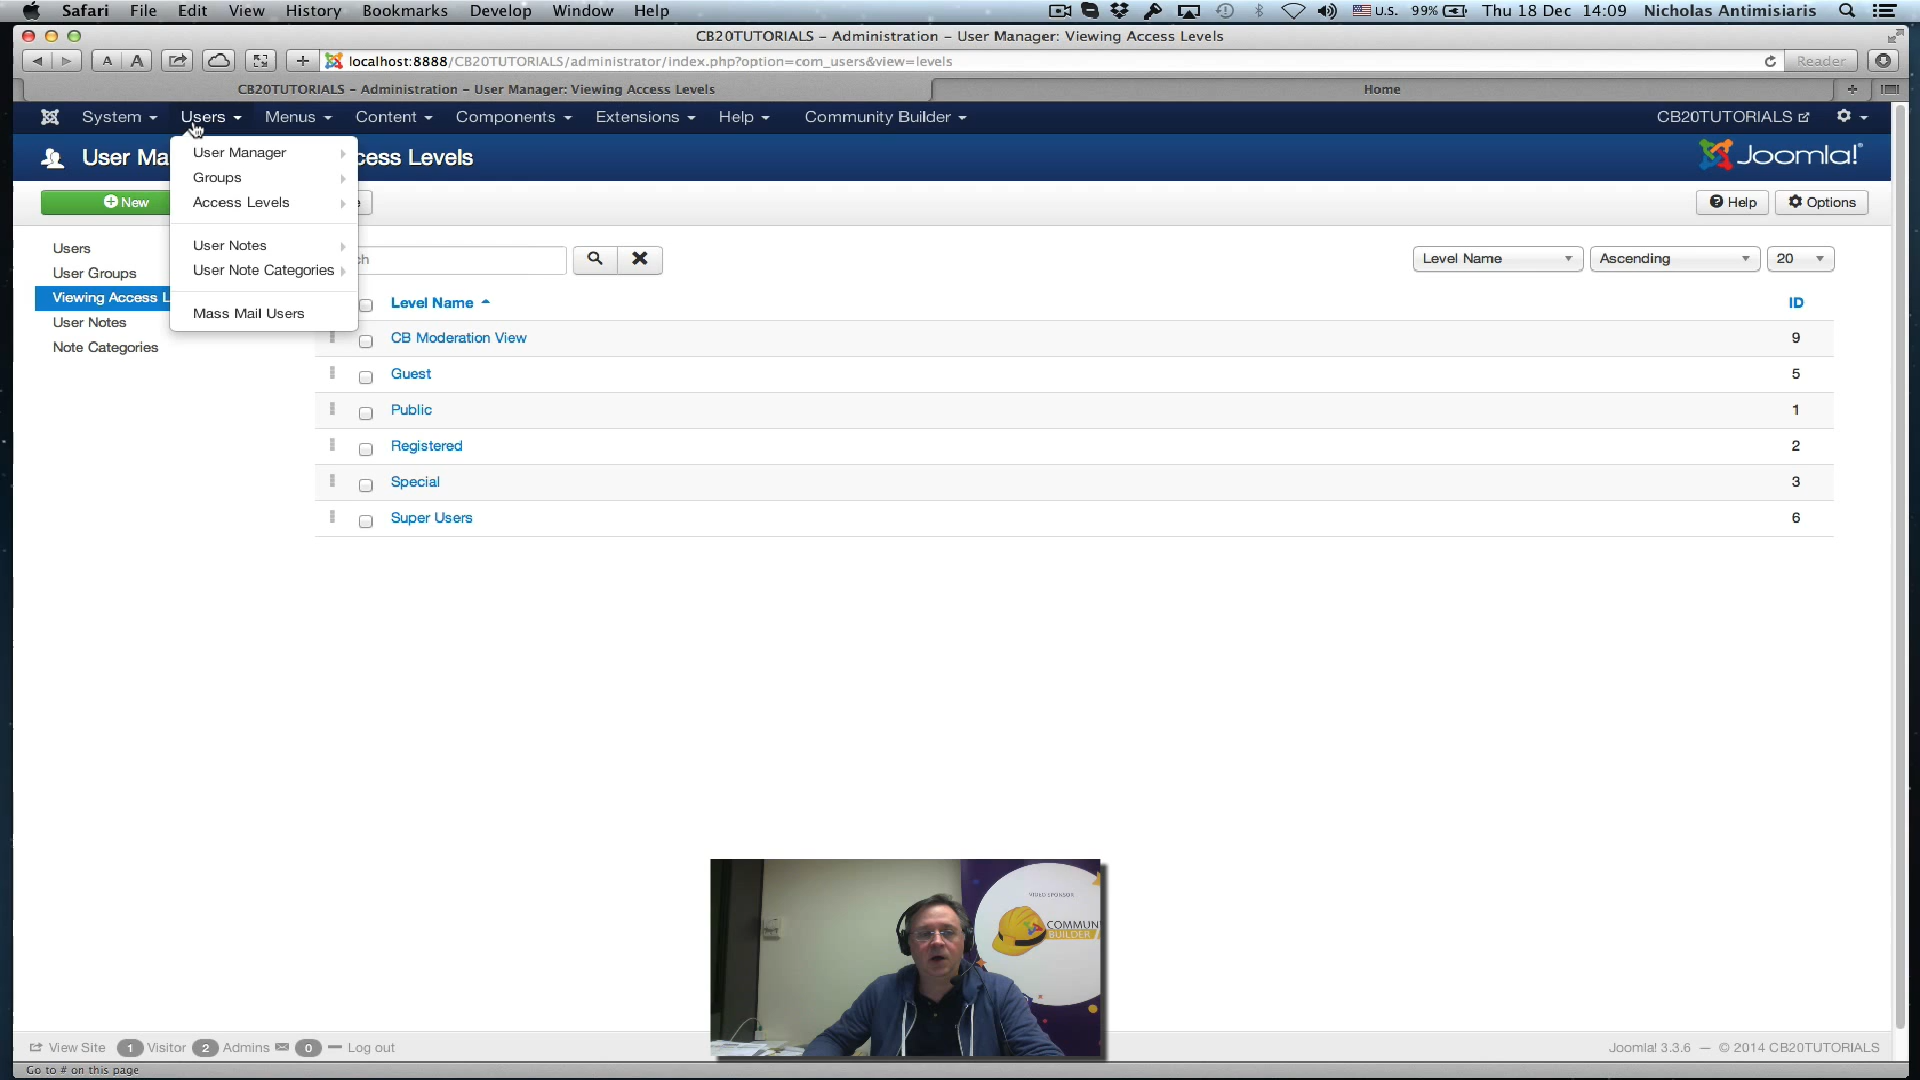 Safari File Edit View History Bookmarks Develop Window Help U.S. 99% Thu 18 Dec 14:09 Nicholas Antimisiaris
CB20TUTORIALS – Administration – User Manager: Viewing Access Levels
A A + localhost:8888/CB20TUTORIALS/administrator/index.php?option=com_users&view=levels Reader
CB20TUTORIALS – Administration – User Manager: Viewing Access Levels Home +
System Users Menus Content Components Extensions Help Community Builder CB20TUTORIALS
User Ma cess Levels Joomla!
User Manager
Groups
Access Levels
User Notes
User Note Categories
Mass Mail Users
New e Help Options
Users
User Groups
Viewing Access L
User Notes
Note Categories
ch Level Name Ascending 20
Level Name ID
CB Moderation View 9
Guest 5
Public 1
Registered 2
Special 3
Super Users 6
VIDEO SPONSOR
COMMUN
BUILDER
View Site 1 Visitor 2 Admins 0 — Log out Joomla! 3.3.6 — © 2014 CB20TUTORIALS
Go to # on this page